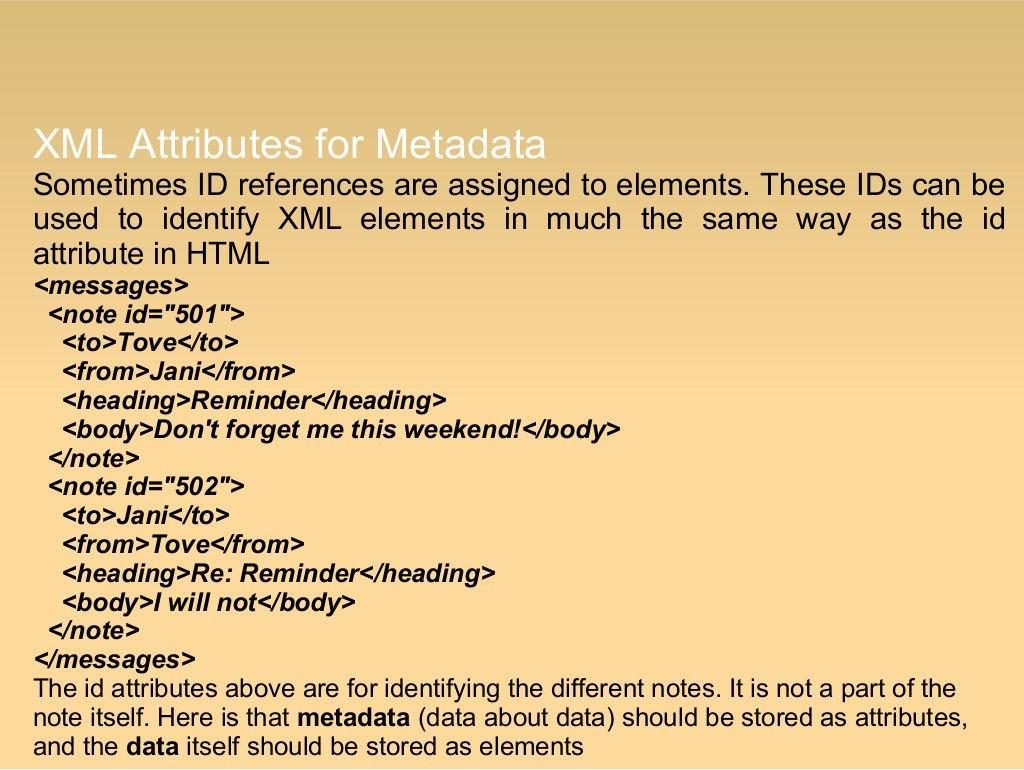 XML Attributes for Metadata
Sometimes ID references are assigned to elements. These IDs can be
used to identify XML elements in much the same way as the id
attribute in HTML
<messages>
<note id="501">
<to>Tove</to>
<from>Jani</from>
<heading>Reminder</heading>
<body>Don't forget me this weekend!</body>
</note>
<note id="502">
<to>Jani</to>
<from>Tove</from>
<heading>Re: Reminder</heading>
<body>I will not</body>
</note>
</messages>
The id attributes above are for identifying the different notes. It is not a part of the
note itself. Here is that metadata (data about data) should be stored as attributes,
and the data itself should be stored as elements